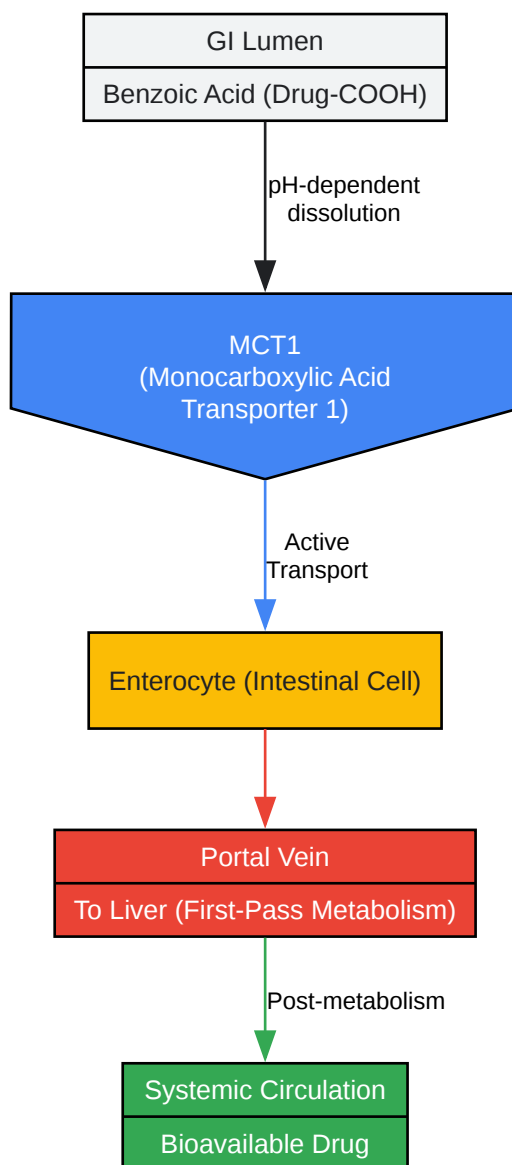 GI Lumen
Benzoic Acid (Drug-COOH)
pH-dependent
dissolution
MCT1
(Monocarboxylic Acid
Transporter 1)
Active
Transport
Enterocyte (Intestinal Cell)
Portal Vein
To Liver (First-Pass Metabolism)
Post-metabolism
Systemic Circulation
Bioavailable Drug